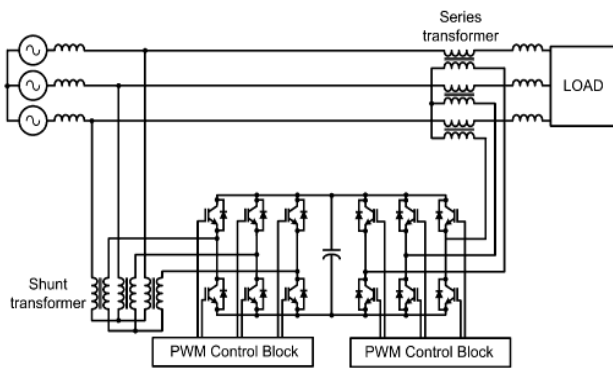 Series
transformer
LOAD
Shunt
transformer
PWM Control Block
PWM Control Block